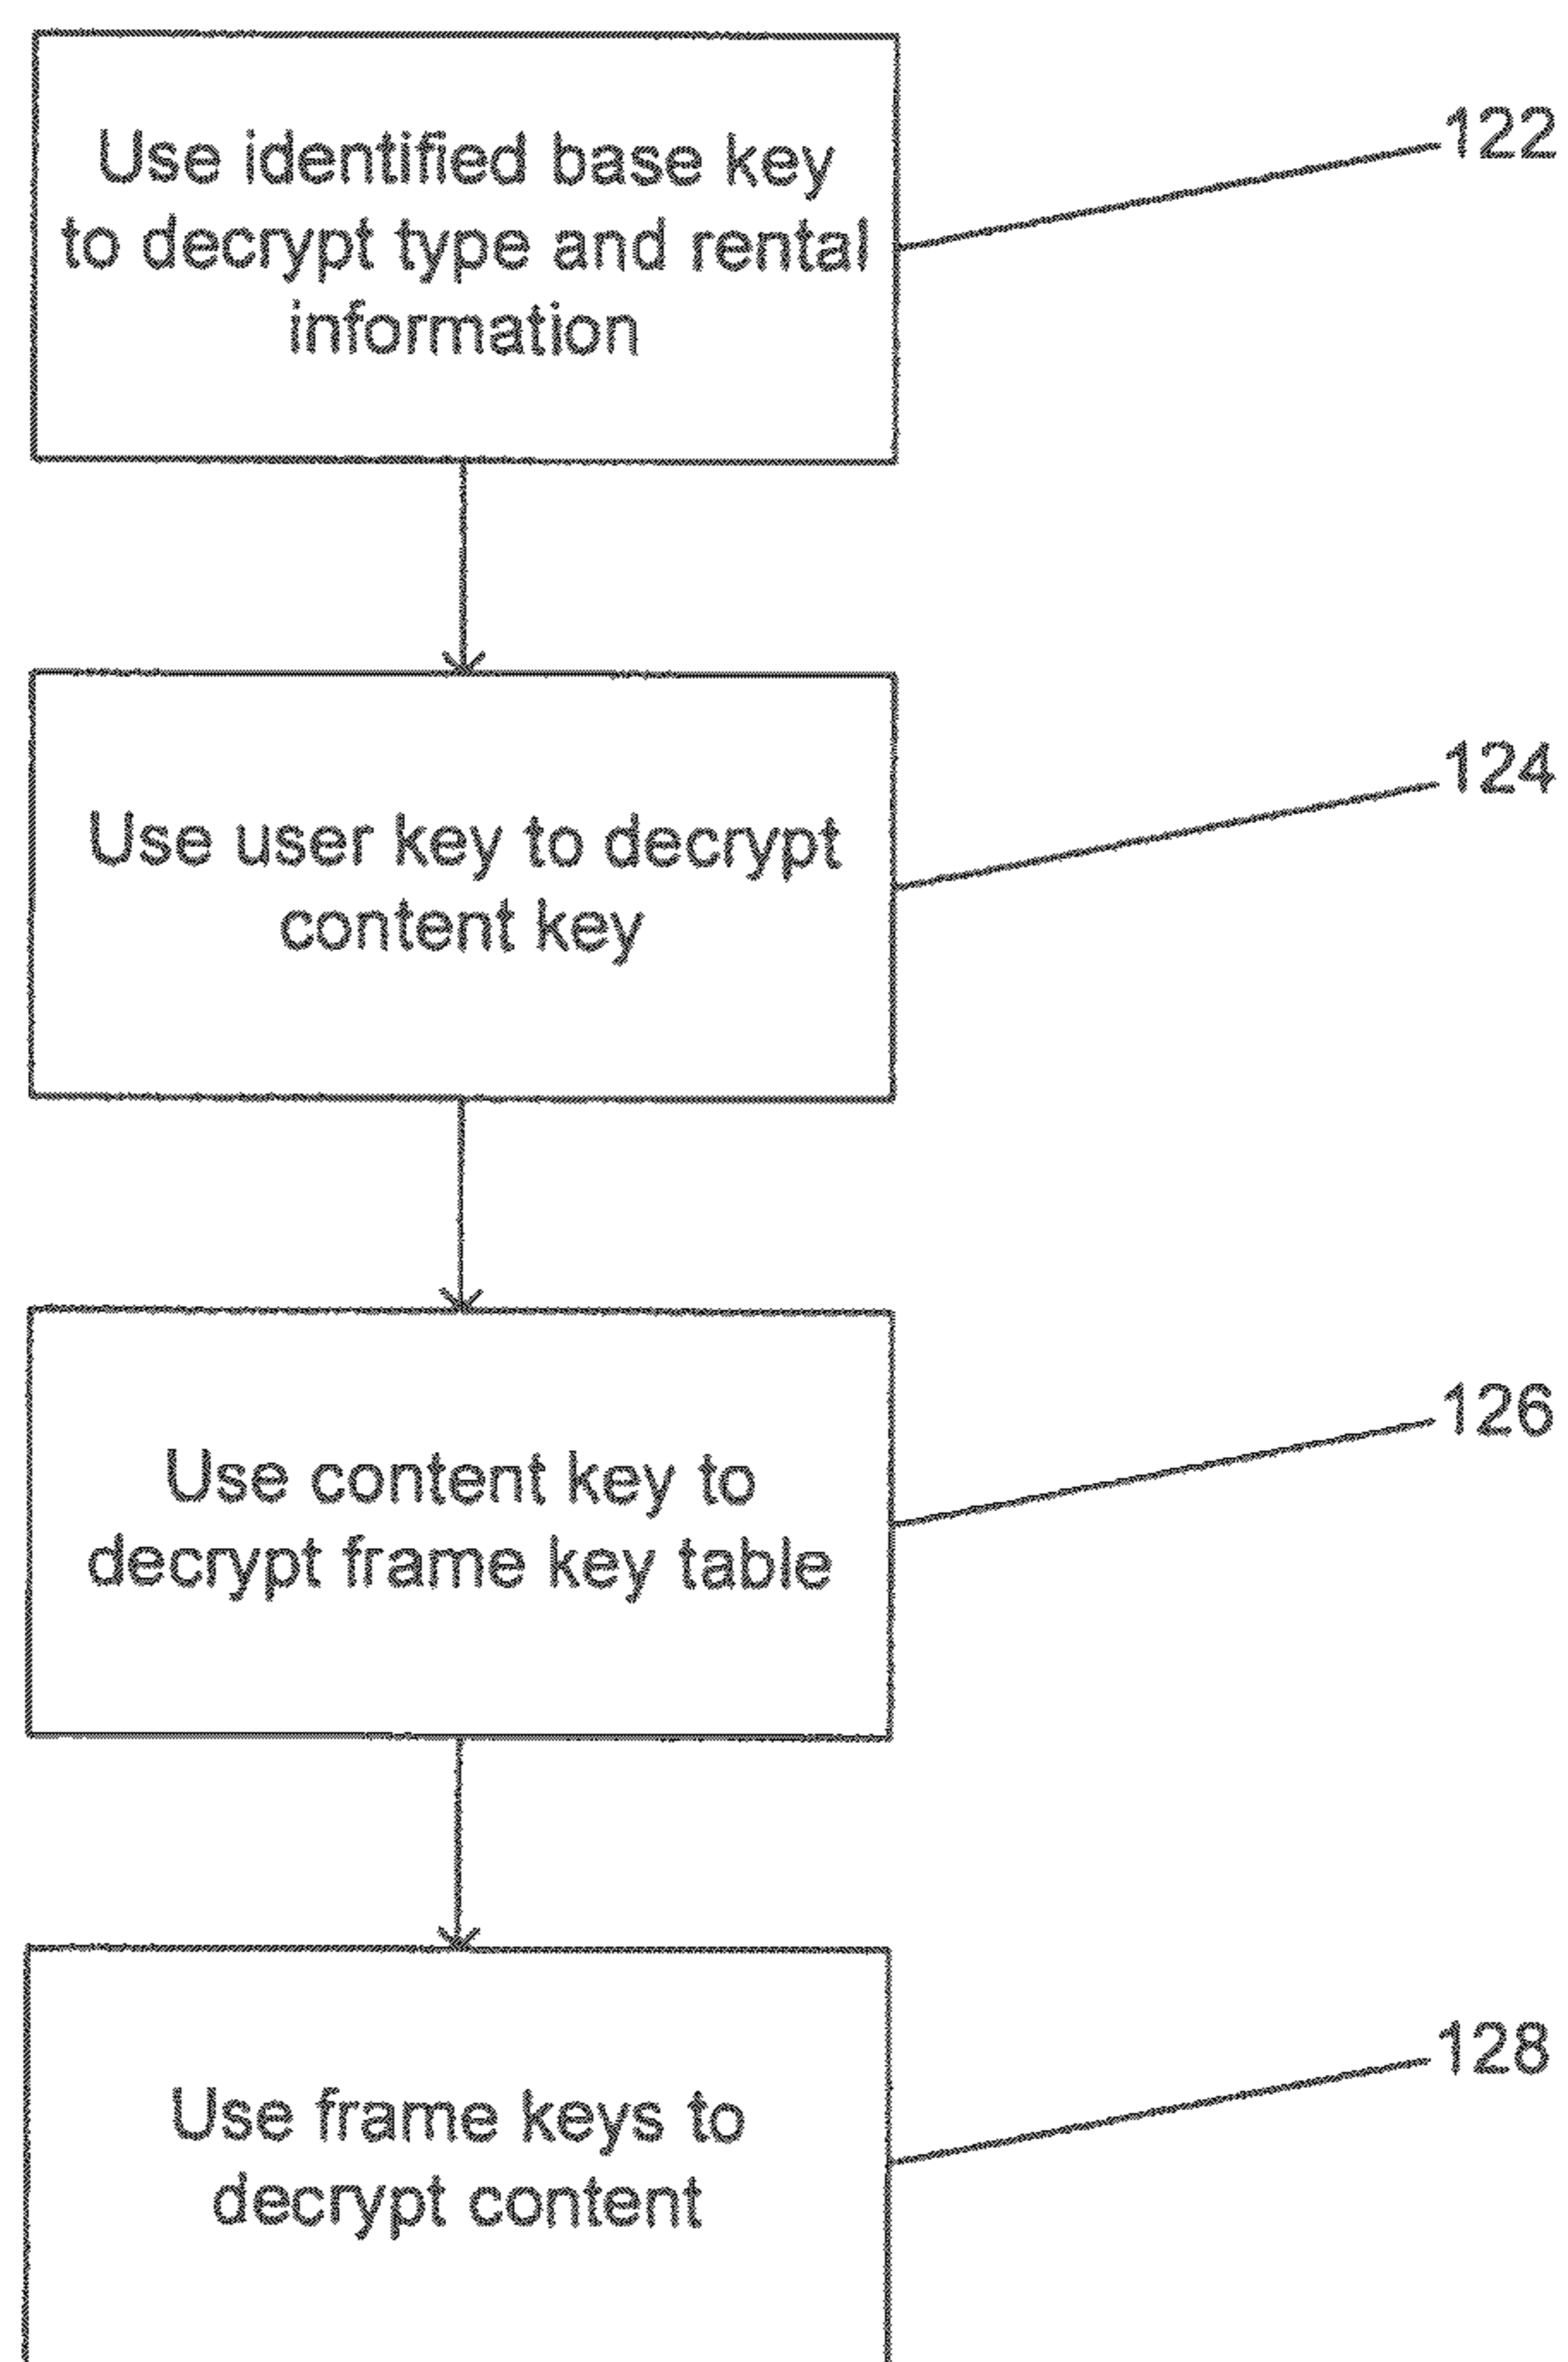 Use identified base key
to decrypt type and rental
information
122
Use user key to decrypt
content key
124
Use content key to
decrypt frame key table
126
Use frame keys to
decrypt content
128